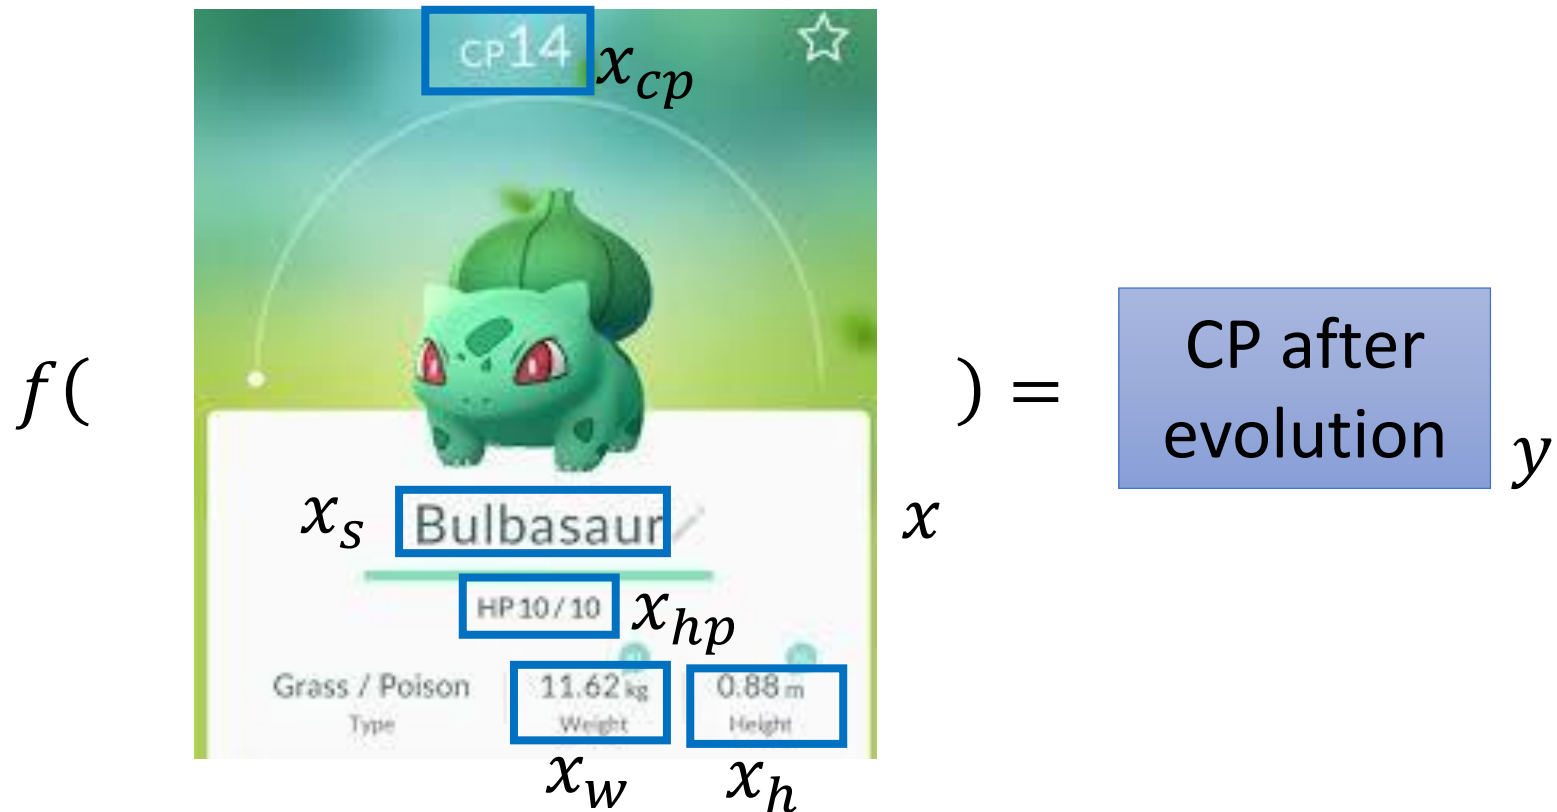 CP14
x_cp
f(
) =
CP after
evolution
y
x_s
Bulbasaur
x
HP 10 / 10
x_hp
Grass / Poison
Type
11.62 kg
Weight
0.88 m
Height
x_w
x_h